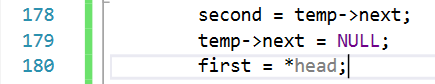 178 second = temp->next;
179 temp->next = NULL;
180 first = *head;